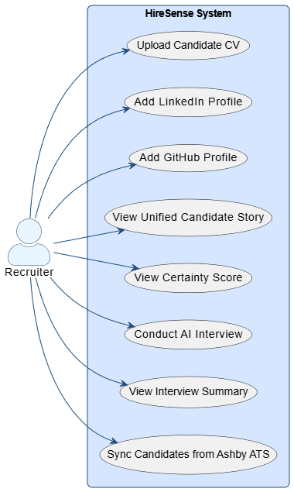 HireSense System
Upload Candidate CV
Add LinkedIn Profile
Add GitHub Profile
View Unified Candidate Story
Recruiter
View Certainty Score
Conduct AI Interview
View Interview Summary
Sync Candidates from Ashby ATS